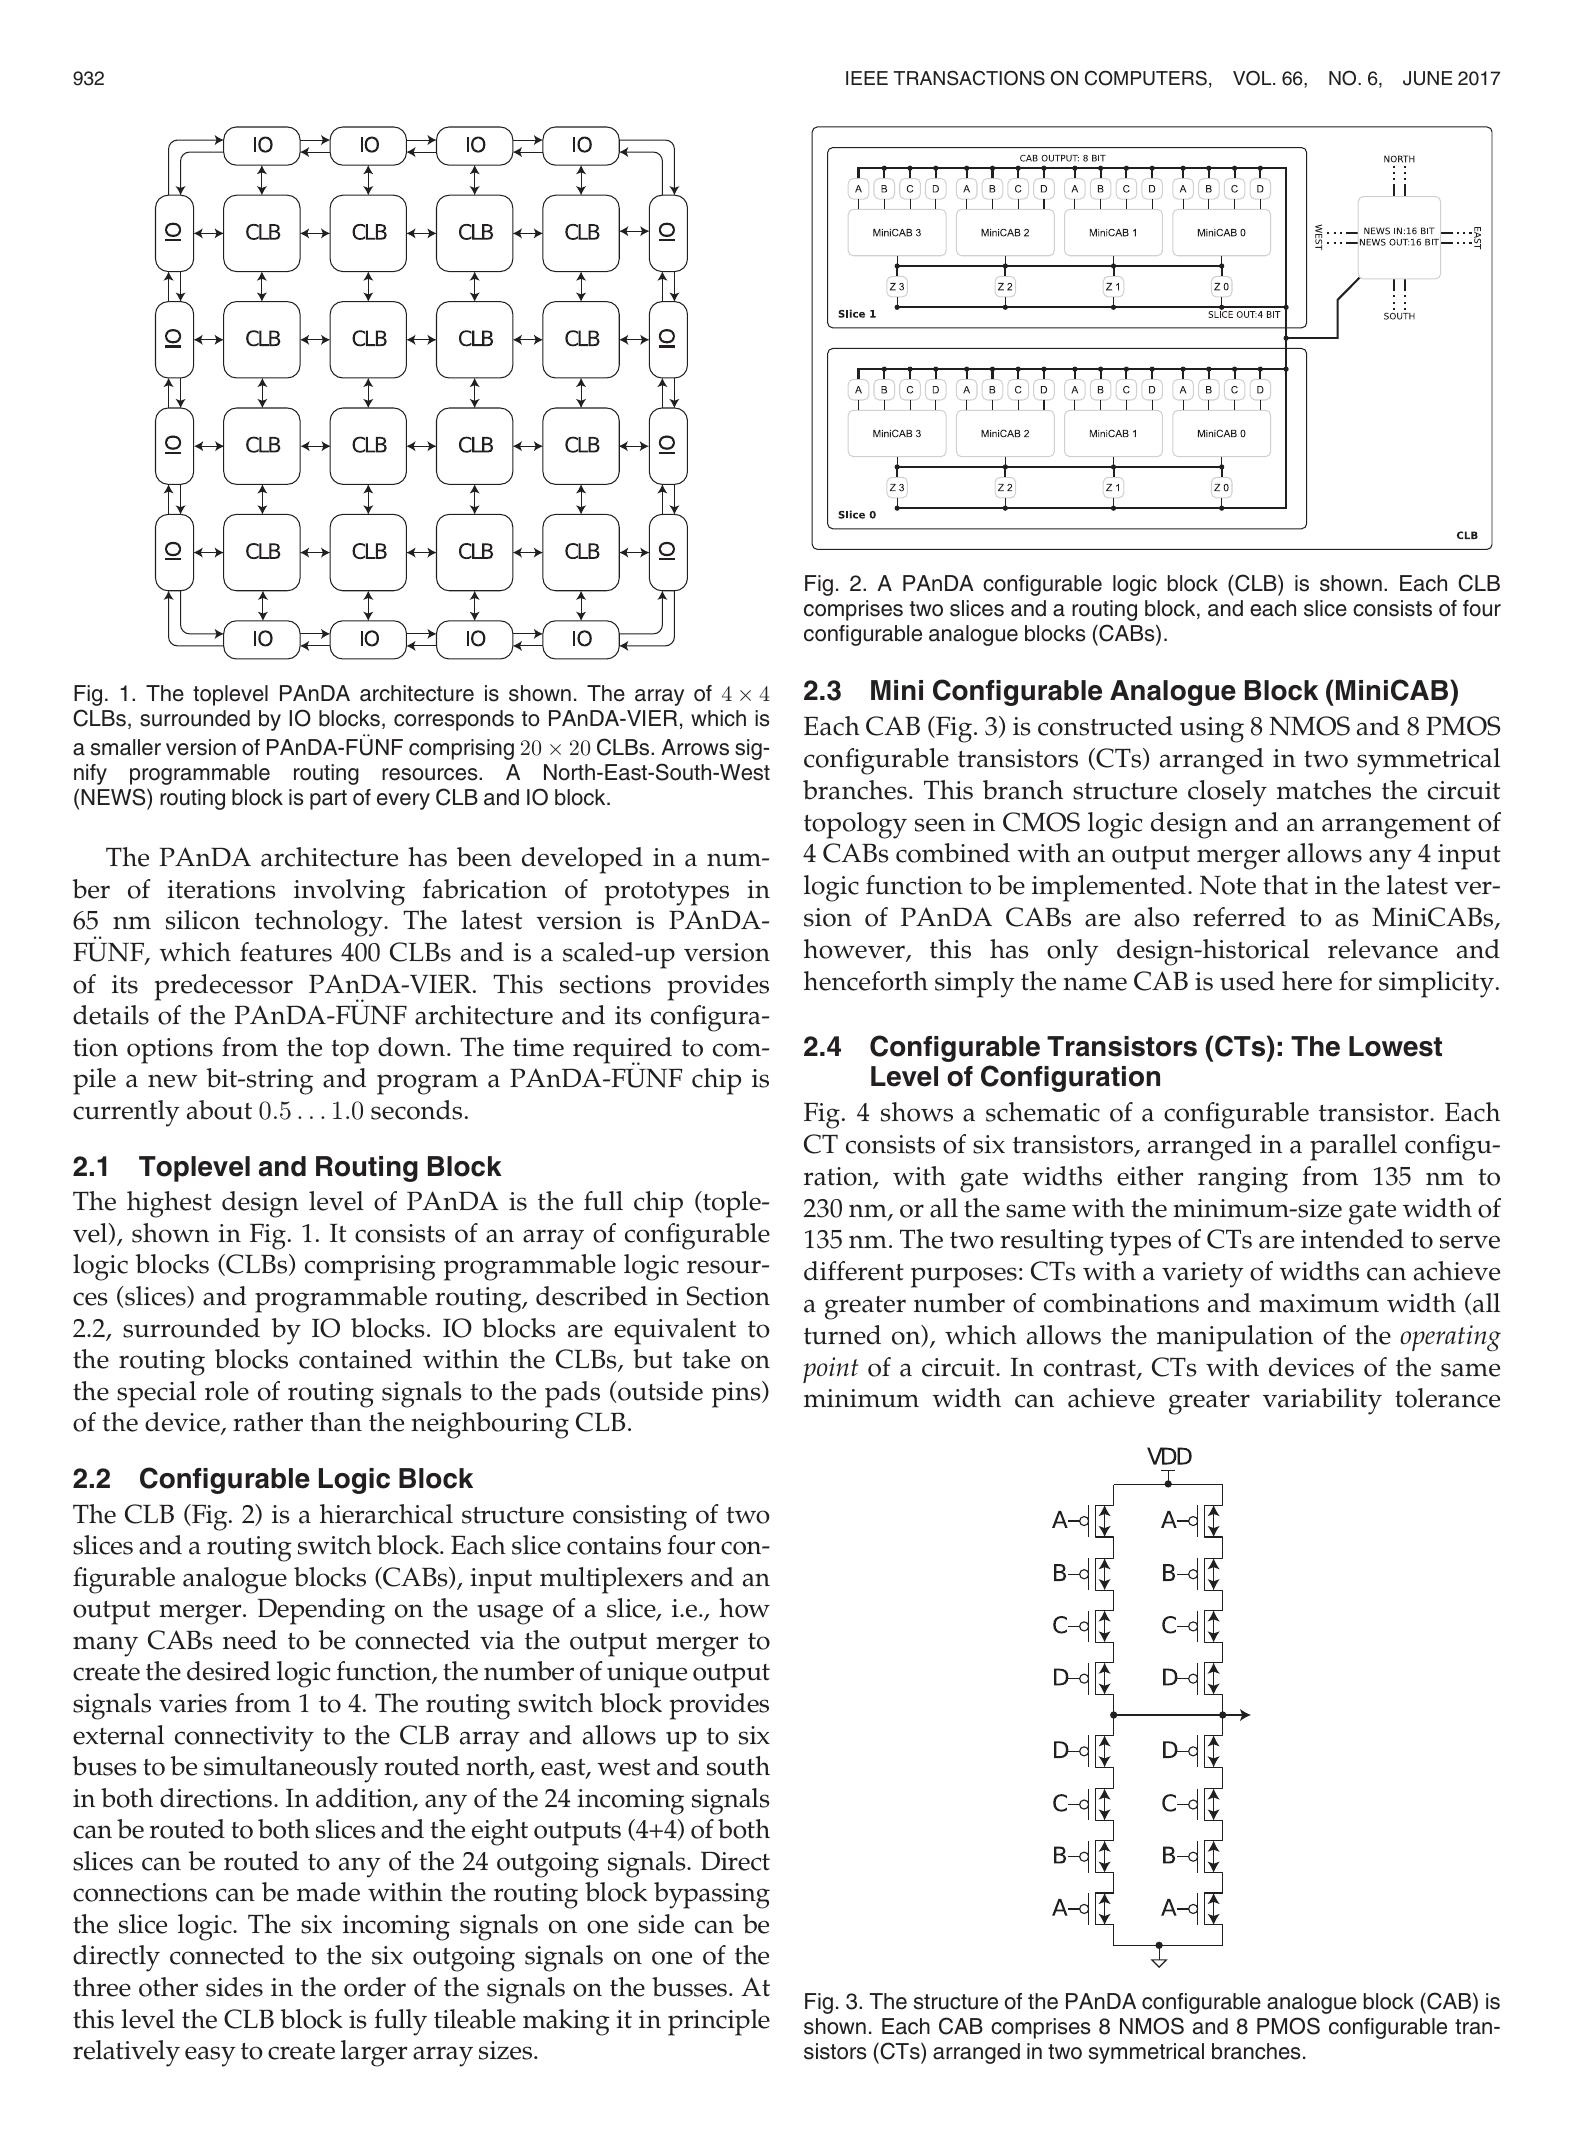 932
IEEE TRANSACTIONS ON COMPUTERS, VOL. 66, NO. 6, JUNE 2017
IO IO IO IO
IO CLB CLB CLB CLB IO
IO CLB CLB CLB CLB IO
IO CLB CLB CLB CLB IO
IO CLB CLB CLB CLB IO
IO IO IO IO
Fig. 1. The toplevel PAnDA architecture is shown. The array of 4 × 4
CLBs, surrounded by IO blocks, corresponds to PAnDA-VIER, which is
a smaller version of PAnDA-FÜNF comprising 20 × 20 CLBs. Arrows sig-
nify programmable routing resources. A North-East-South-West
(NEWS) routing block is part of every CLB and IO block.
The PAnDA architecture has been developed in a num-
ber of iterations involving fabrication of prototypes in
65 nm silicon technology. The latest version is PAnDA-
FÜNF, which features 400 CLBs and is a scaled-up version
of its predecessor PAnDA-VIER. This sections provides
details of the PAnDA-FÜNF architecture and its configura-
tion options from the top down. The time required to com-
pile a new bit-string and program a PAnDA-FÜNF chip is
currently about 0.5 . . . 1.0 seconds.
2.1 Toplevel and Routing Block
The highest design level of PAnDA is the full chip (tople-
vel), shown in Fig. 1. It consists of an array of configurable
logic blocks (CLBs) comprising programmable logic resour-
ces (slices) and programmable routing, described in Section
2.2, surrounded by IO blocks. IO blocks are equivalent to
the routing blocks contained within the CLBs, but take on
the special role of routing signals to the pads (outside pins)
of the device, rather than the neighbouring CLB.
2.2 Configurable Logic Block
The CLB (Fig. 2) is a hierarchical structure consisting of two
slices and a routing switch block. Each slice contains four con-
figurable analogue blocks (CABs), input multiplexers and an
output merger. Depending on the usage of a slice, i.e., how
many CABs need to be connected via the output merger to
create the desired logic function, the number of unique output
signals varies from 1 to 4. The routing switch block provides
external connectivity to the CLB array and allows up to six
buses to be simultaneously routed north, east, west and south
in both directions. In addition, any of the 24 incoming signals
can be routed to both slices and the eight outputs (4+4) of both
slices can be routed to any of the 24 outgoing signals. Direct
connections can be made within the routing block bypassing
the slice logic. The six incoming signals on one side can be
directly connected to the six outgoing signals on one of the
three other sides in the order of the signals on the busses. At
this level the CLB block is fully tileable making it in principle
relatively easy to create larger array sizes.
CAB OUTPUT: 8 BIT
A B C D A B C D A B C D A B C D
MiniCAB 3 MiniCAB 2 MiniCAB 1 MiniCAB 0
Z 3 Z 2 Z 1 Z 0
Slice 1
SLICE OUT:4 BIT
A B C D A B C D A B C D A B C D
MiniCAB 3 MiniCAB 2 MiniCAB 1 MiniCAB 0
Z 3 Z 2 Z 1 Z 0
Slice 0
NORTH
WEST
NEWS IN:16 BIT
NEWS OUT:16 BIT
EAST
SOUTH
CLB
Fig. 2. A PAnDA configurable logic block (CLB) is shown. Each CLB
comprises two slices and a routing block, and each slice consists of four
configurable analogue blocks (CABs).
2.3 Mini Configurable Analogue Block (MiniCAB)
Each CAB (Fig. 3) is constructed using 8 NMOS and 8 PMOS
configurable transistors (CTs) arranged in two symmetrical
branches. This branch structure closely matches the circuit
topology seen in CMOS logic design and an arrangement of
4 CABs combined with an output merger allows any 4 input
logic function to be implemented. Note that in the latest ver-
sion of PAnDA CABs are also referred to as MiniCABs,
however, this has only design-historical relevance and
henceforth simply the name CAB is used here for simplicity.
2.4 Configurable Transistors (CTs): The Lowest
Level of Configuration
Fig. 4 shows a schematic of a configurable transistor. Each
CT consists of six transistors, arranged in a parallel configu-
ration, with gate widths either ranging from 135 nm to
230 nm, or all the same with the minimum-size gate width of
135 nm. The two resulting types of CTs are intended to serve
different purposes: CTs with a variety of widths can achieve
a greater number of combinations and maximum width (all
turned on), which allows the manipulation of the operating
point of a circuit. In contrast, CTs with devices of the same
minimum width can achieve greater variability tolerance
VDD
A A
B B
C C
D D
D D
C C
B B
A A
Fig. 3. The structure of the PAnDA configurable analogue block (CAB) is
shown. Each CAB comprises 8 NMOS and 8 PMOS configurable tran-
sistors (CTs) arranged in two symmetrical branches.